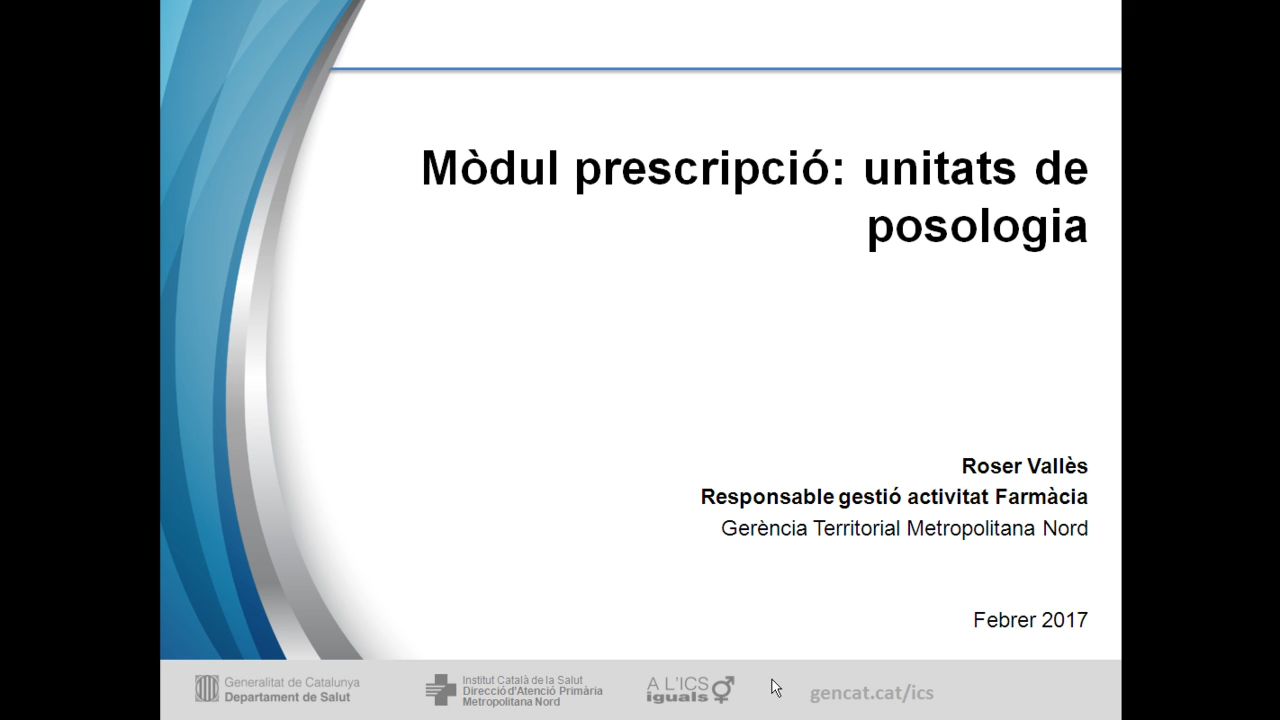 Mòdul prescripció: unitats de
posologia
Roser Vallès
Responsable gestió activitat Farmàcia
Gerència Territorial Metropolitana Nord
Febrer 2017
Generalitat de Catalunya
Departament de Salut
Institut Català de la Salut
Direcció d'Atenció Primària
Metropolitana Nord
A L'ICS
iguals
gencat.cat/ics